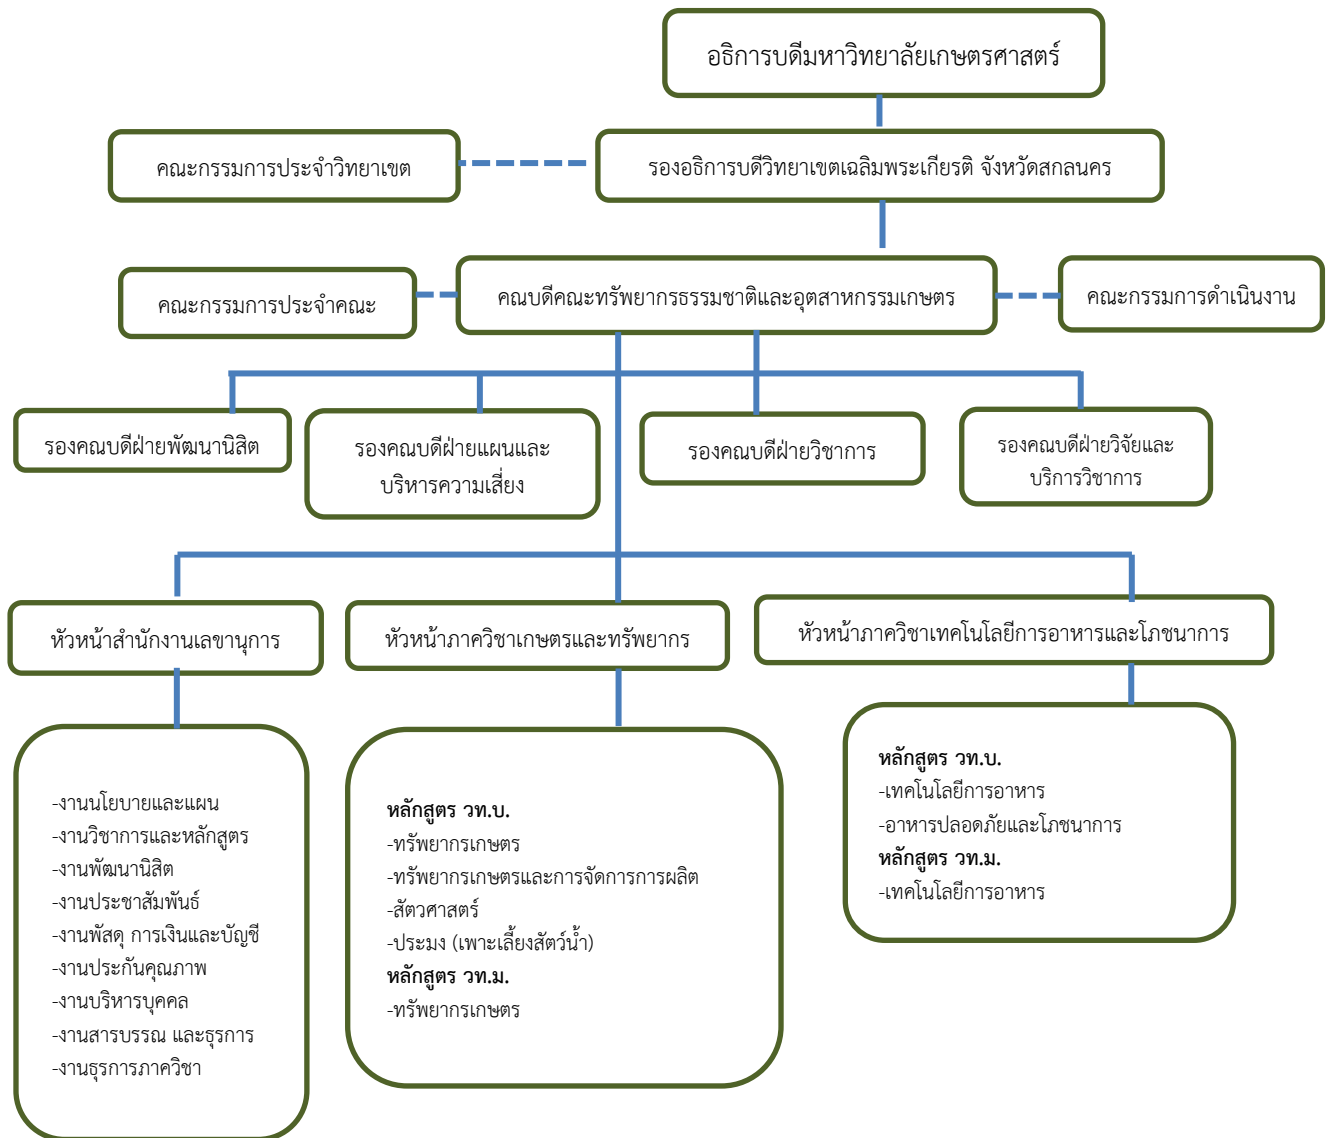 อธิการบดีมหาวิทยาลัยเกษตรศาสตร์
คณะกรรมการประจำวิทยาเขต
รองอธิการบดีวิทยาเขตเฉลิมพระเกียรติ จังหวัดสกลนคร
คณะกรรมการประจำคณะ
คณบดีคณะทรัพยากรธรรมชาติและอุตสาหกรรมเกษตร
คณะกรรมการดำเนินงาน
รองคณบดีฝ่ายพัฒนานิสิต
รองคณบดีฝ่ายแผนและ
บริหารความเสี่ยง
รองคณบดีฝ่ายวิชาการ
รองคณบดีฝ่ายวิจัยและ
บริการวิชาการ
หัวหน้าสำนักงานเลขานุการ
หัวหน้าภาควิชาเกษตรและทรัพยากร
หัวหน้าภาควิชาเทคโนโลยีการอาหารและโภชนาการ
-งานนโยบายและแผน
-งานวิชาการและหลักสูตร
-งานพัฒนานิสิต
-งานประชาสัมพันธ์
-งานพัสดุ การเงินและบัญชี
-งานประกันคุณภาพ
-งานบริหารบุคคล
-งานสารบรรณ และธุรการ
-งานธุรการภาควิชา
หลักสูตร วท.บ.
-ทรัพยากรเกษตร
-ทรัพยากรเกษตรและการจัดการการผลิต
-สัตวศาสตร์
-ประมง (เพาะเลี้ยงสัตว์น้ำ)
หลักสูตร วท.ม.
-ทรัพยากรเกษตร
หลักสูตร วท.บ.
-เทคโนโลยีการอาหาร
-อาหารปลอดภัยและโภชนาการ
หลักสูตร วท.ม.
-เทคโนโลยีการอาหาร